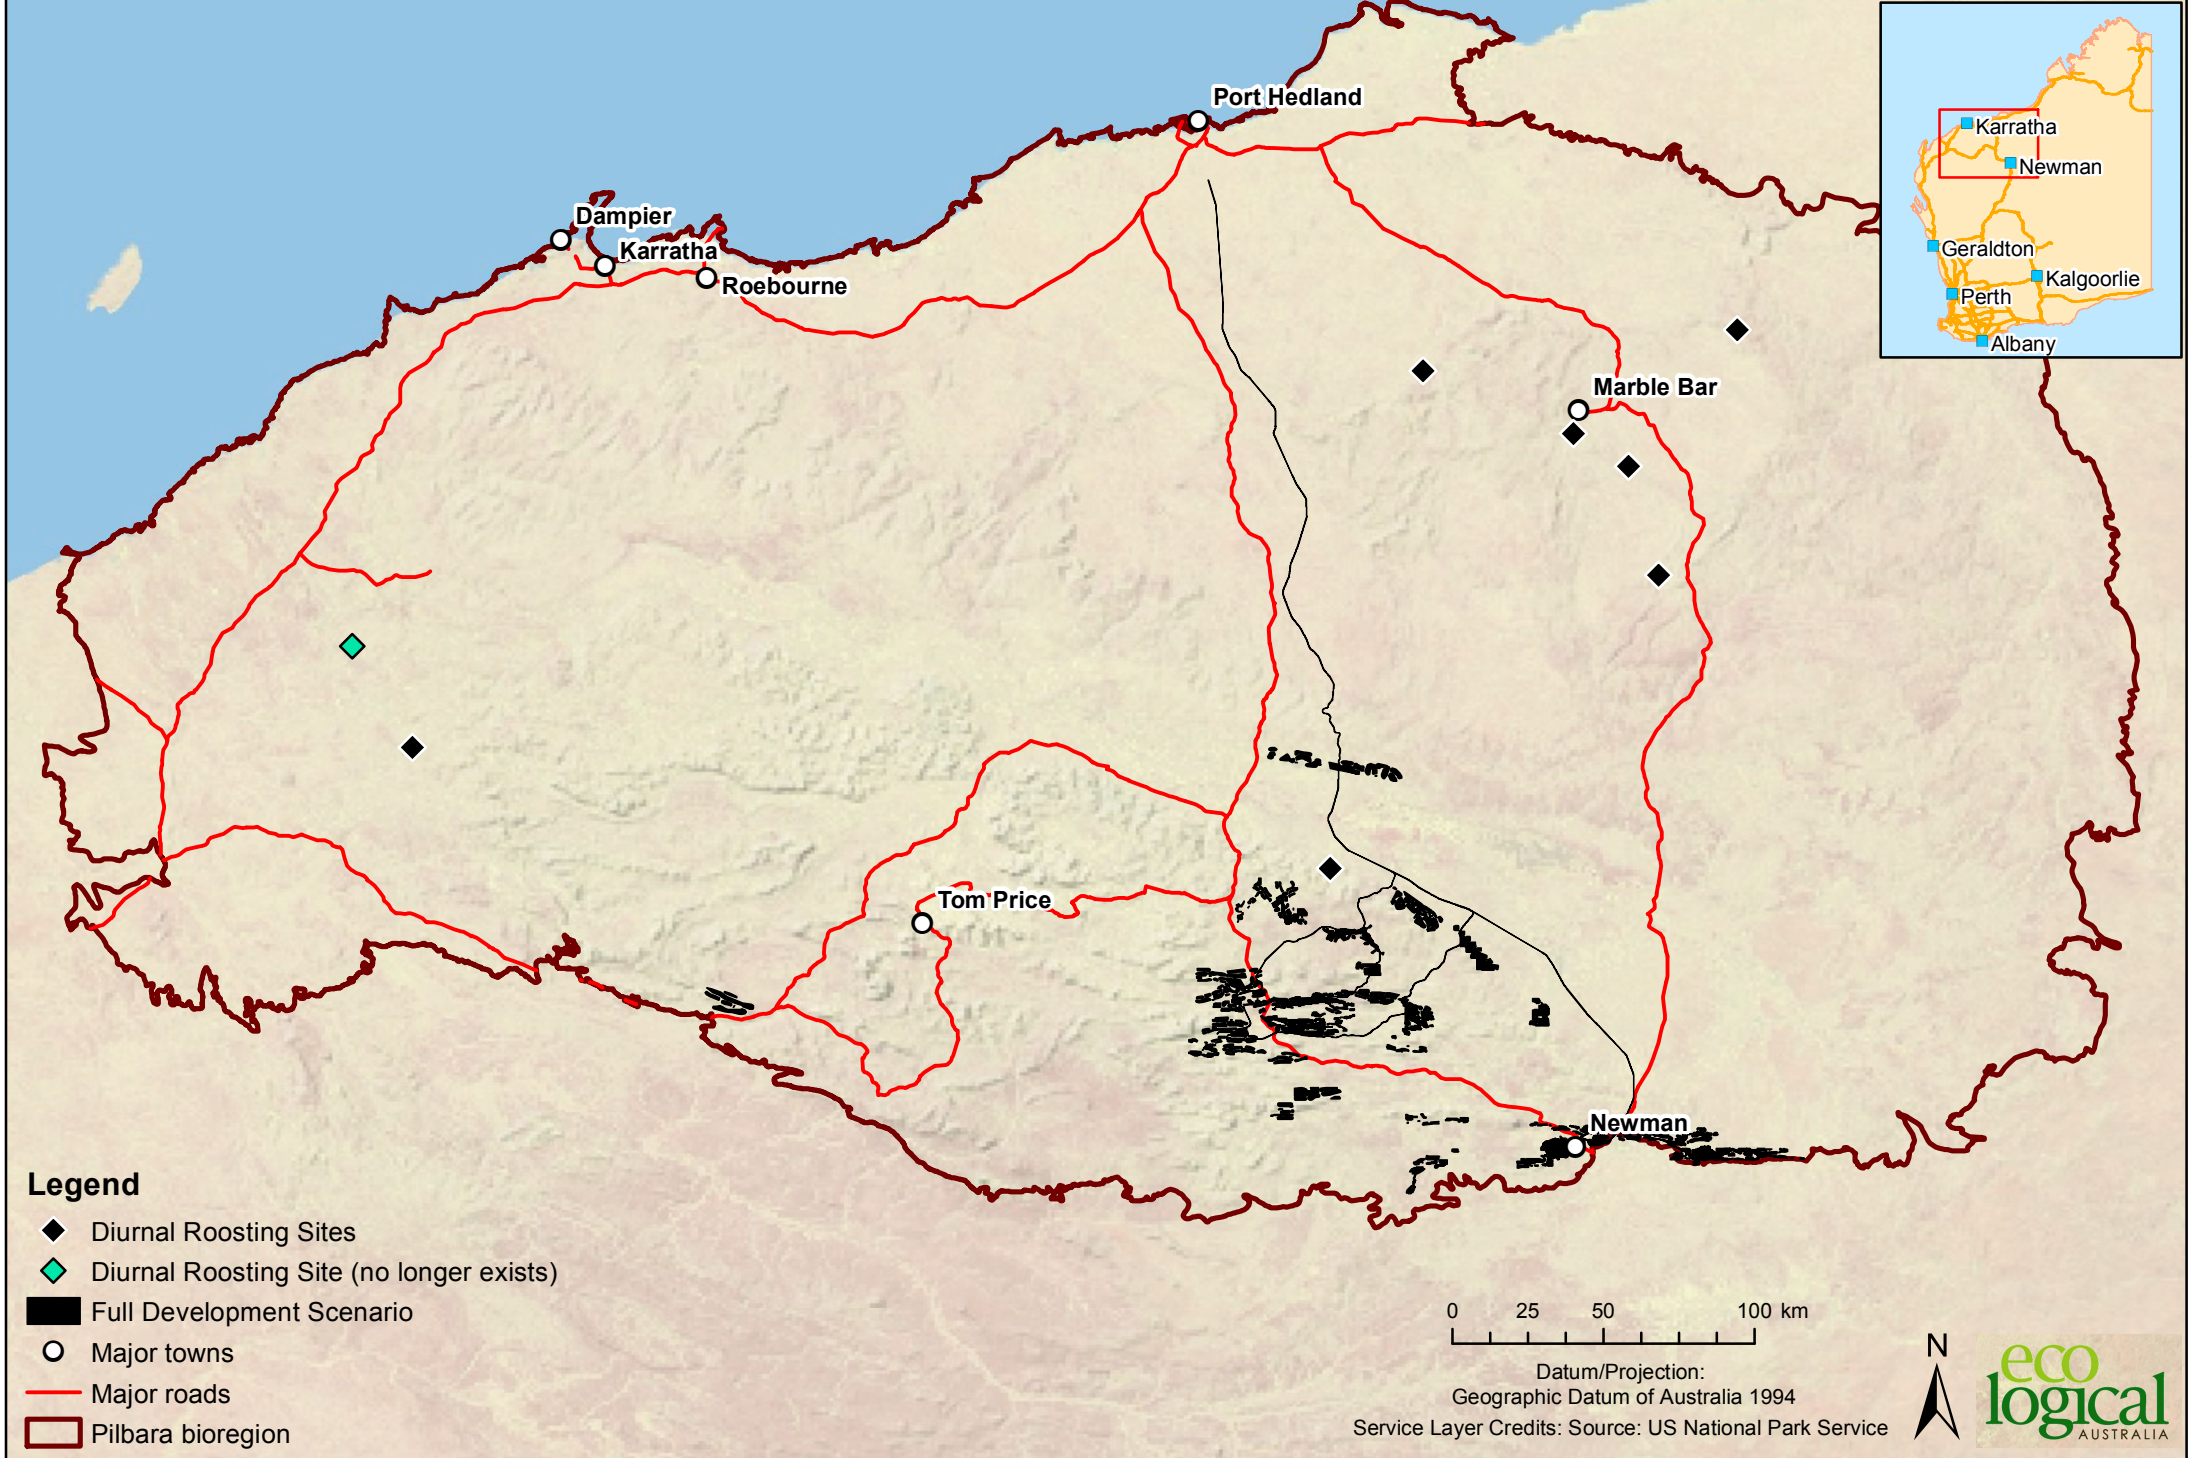 Port Hedland
Dampier
Karratha
Roebourne
Marble Bar
Tom Price
Newman
Karratha
Newman
Geraldton
Kalgoorlie
Perth
Albany
Legend
Diurnal Roosting Sites
Diurnal Roosting Site (no longer exists)
Full Development Scenario
Major towns
Major roads
Pilbara bioregion
0 25 50 100 km
Datum/Projection:
Geographic Datum of Australia 1994
Service Layer Credits: Source: US National Park Service
N
eco
logical
AUSTRALIA